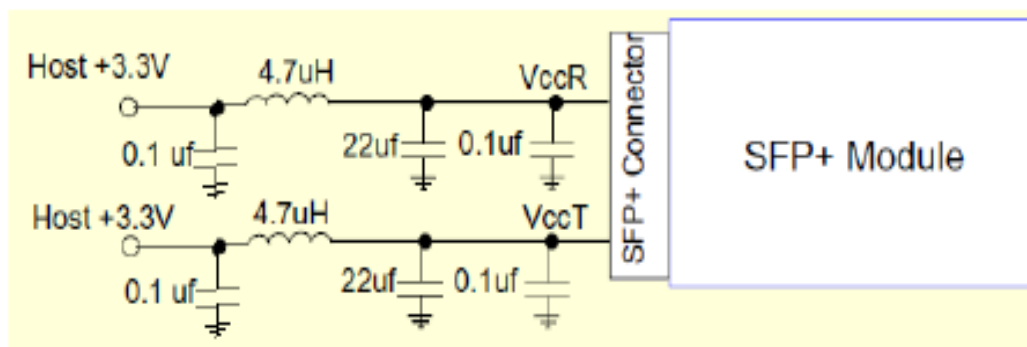 Host +3.3V
4.7uH
VccR
0.1 uf
22uf
0.1uf
Host +3.3V
4.7uH
VccT
0.1 uf
22uf
0.1uf
SFP+ Connector
SFP+ Module